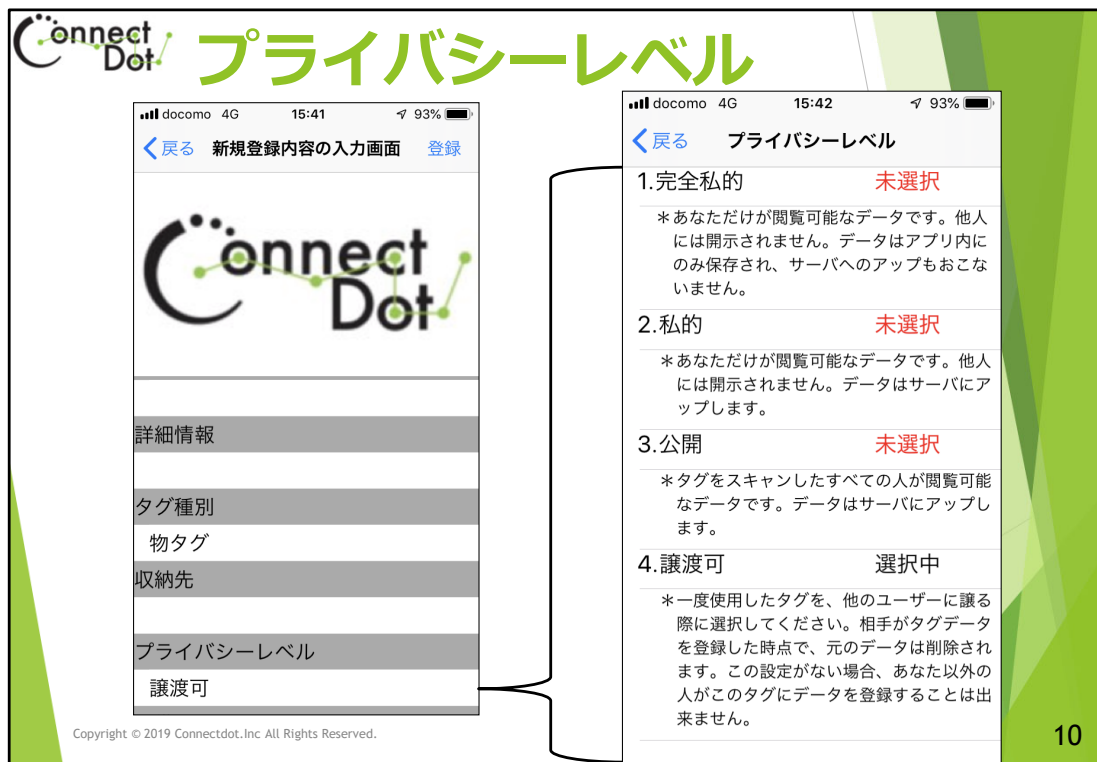 Connect
Dot
プライバシーレベル
docomo 4G 15:41 93%
戻る 新規登録内容の入力画面 登録
Connect
Dot
詳細情報
タグ種別
物タグ
収納先
プライバシーレベル
譲渡可
docomo 4G 15:42 93%
戻る プライバシーレベル
1.完全私的 未選択
＊あなただけが閲覧可能なデータです。他人
には開示されません。データはアプリ内に
のみ保存され、サーバへのアップもおこな
いません。
2.私的 未選択
＊あなただけが閲覧可能なデータです。他人
には開示されません。データはサーバにア
ップします。
3.公開 未選択
＊タグをスキャンしたすべての人が閲覧可能
なデータです。データはサーバにアップし
ます。
4.譲渡可 選択中
＊一度使用したタグを、他のユーザーに譲る
際に選択してください。相手がタグデータ
を登録した時点で、元のデータは削除され
ます。この設定がない場合、あなた以外の
人がこのタグにデータを登録することは出
来ません。
Copyright © 2019 Connectdot.Inc All Rights Reserved.
10